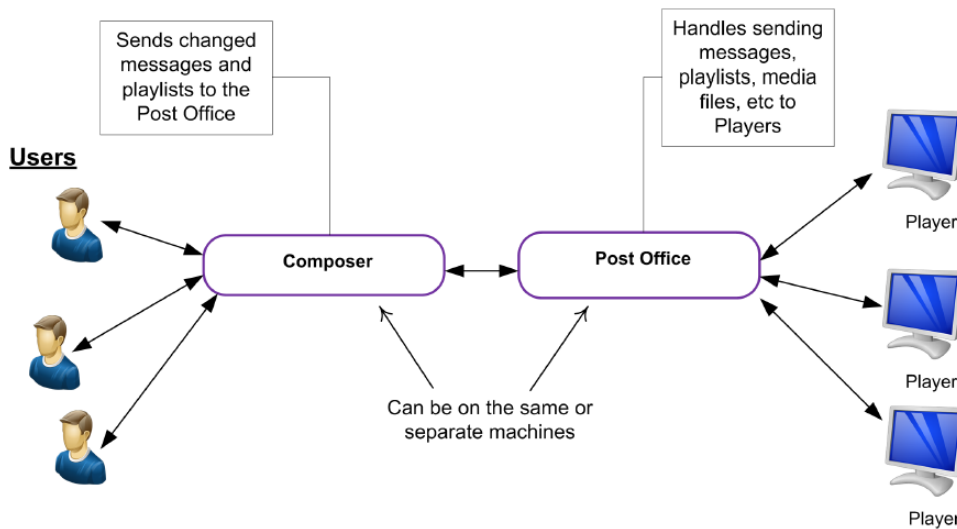 Sends changed
messages and
playlists to the
Post Office
Handles sending
messages,
playlists, media
files, etc to
Players
Users
Composer
Post Office
Player
Player
Player
Can be on the same or
separate machines